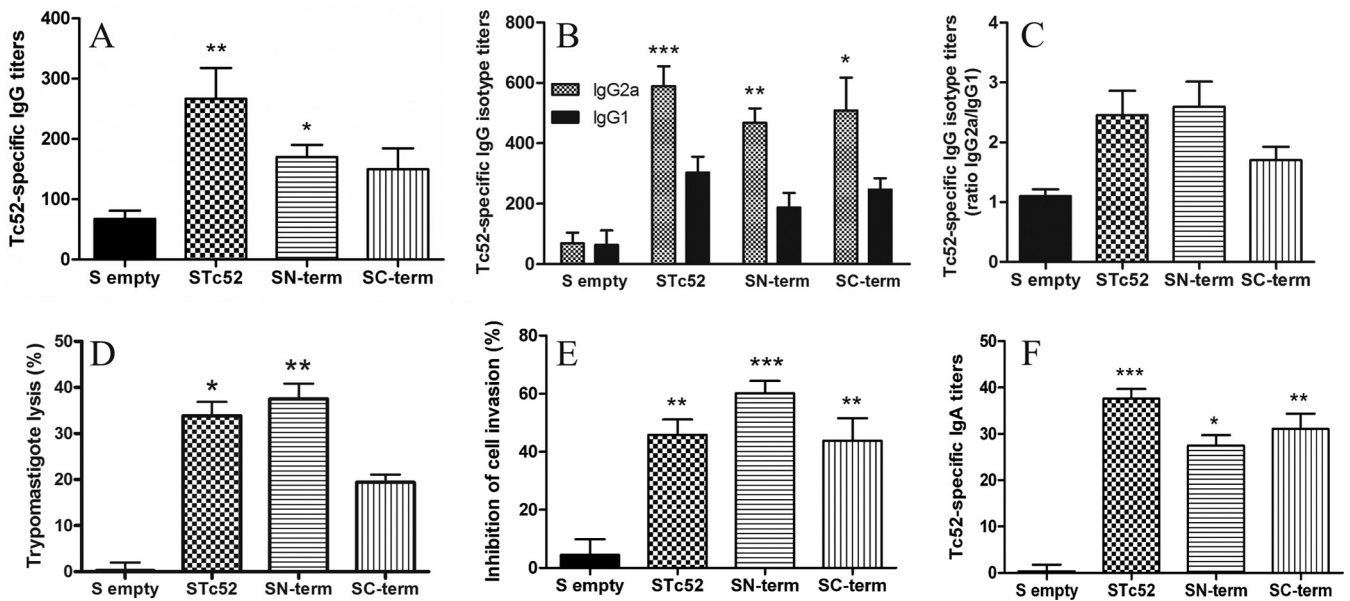 A
Tc52-specific IgG titers
400
300
200
100
0
**
*
S empty STc52 SN-term SC-term
B
Tc52-specific IgG isotype titers
800
600
400
200
0
IgG2a
IgG1
***
**
*
S empty STc52 SN-term SC-term
C
Tc52-specific IgG isotype titers
(ratio IgG2a/IgG1)
4
3
2
1
0
S empty STc52 SN-term SC-term
D
Trypomastigote lysis (%)
50
40
30
20
10
0
*
**
S empty STc52 SN-term SC-term
E
Inhibition of cell invasion (%)
80
60
40
20
0
**
***
**
S empty STc52 SN-term SC-term
F
Tc52-specific IgA titers
50
40
30
20
10
0
***
*
**
S empty STc52 SN-term SC-term